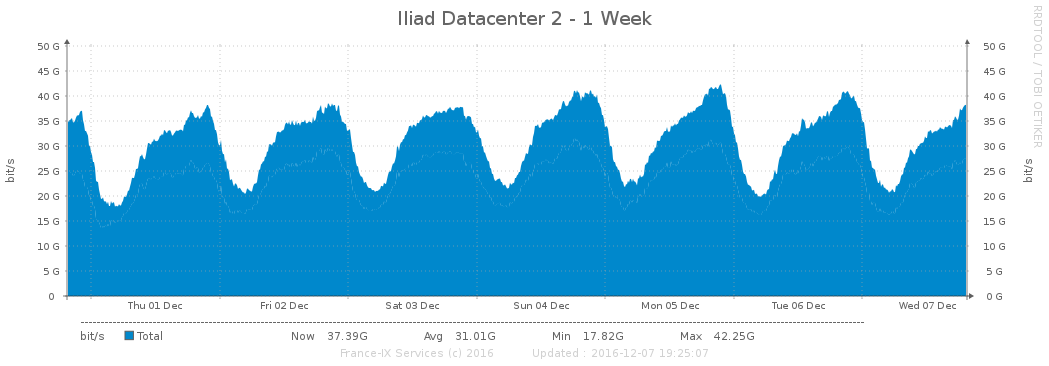 Iliad Datacenter 2 - 1 Week
RRDTOOL / TOBI OETIKER
50 G 50 G
45 G 45 G
40 G 40 G
35 G 35 G
30 G 30 G
25 G 25 G
20 G 20 G
15 G 15 G
10 G 10 G
5 G 5 G
0 0 G
bit/s bit/s
Thu 01 Dec Fri 02 Dec Sat 03 Dec Sun 04 Dec Mon 05 Dec Tue 06 Dec Wed 07 Dec
bit/s Total Now 37.39G Avg 31.01G Min 17.82G Max 42.25G
France-IX Services (c) 2016 Updated : 2016-12-07 19:25:07